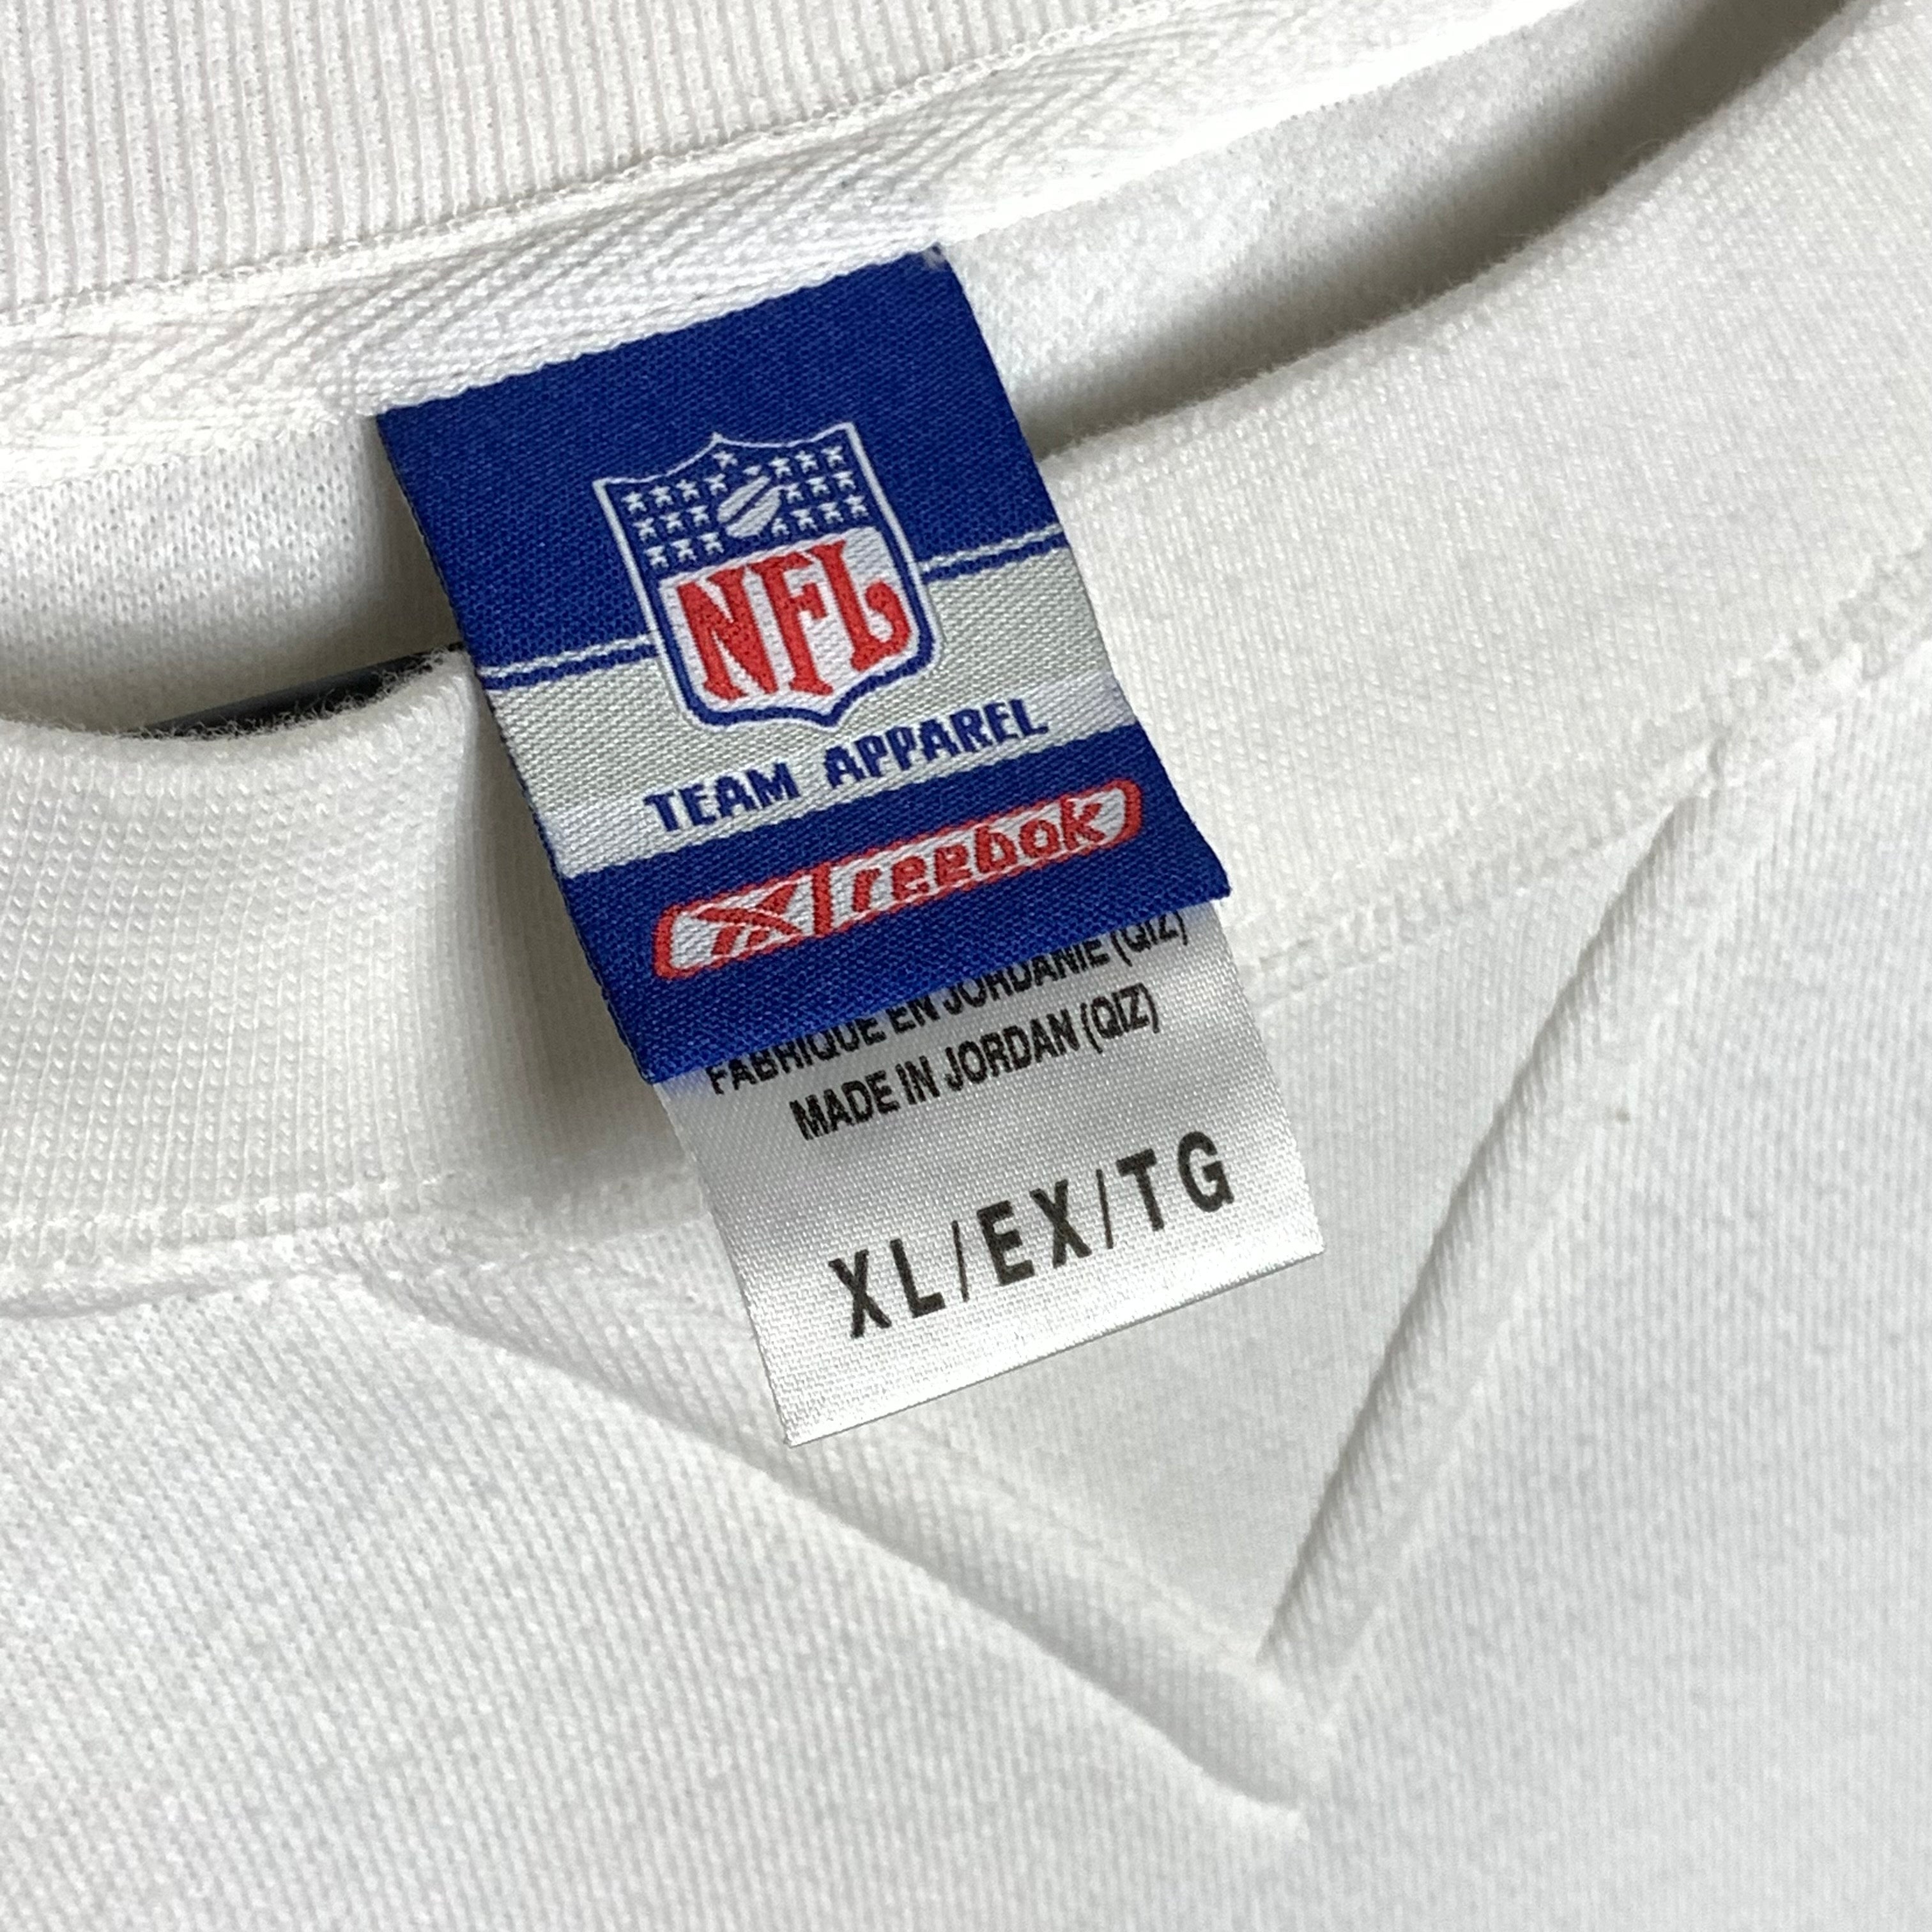 NFL
TEAM APPAREL
Reebok
FABRIQUE EN JORDANIE (QIZ)
MADE IN JORDAN (QIZ)
XL/EX/TG